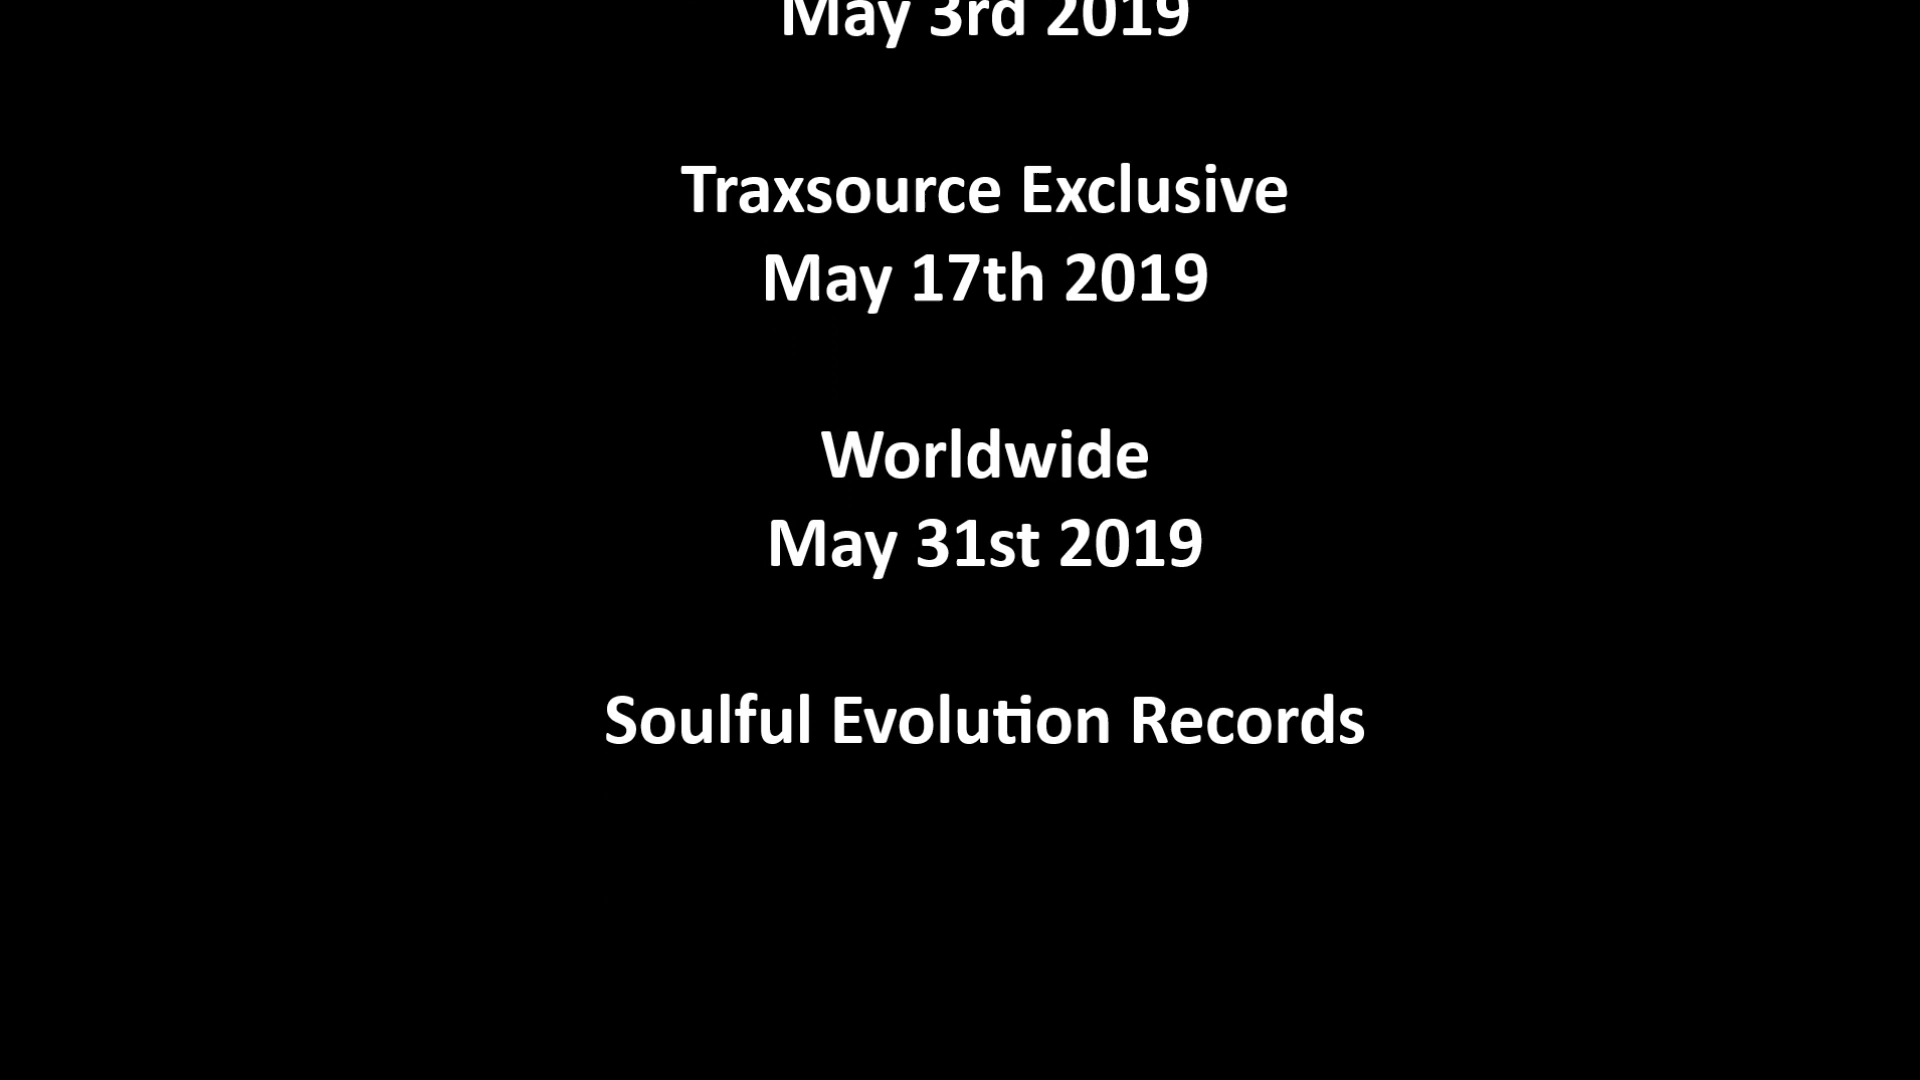 May 3rd 2019
Traxsource Exclusive
May 17th 2019
Worldwide
May 31st 2019
Soulful Evolution Records